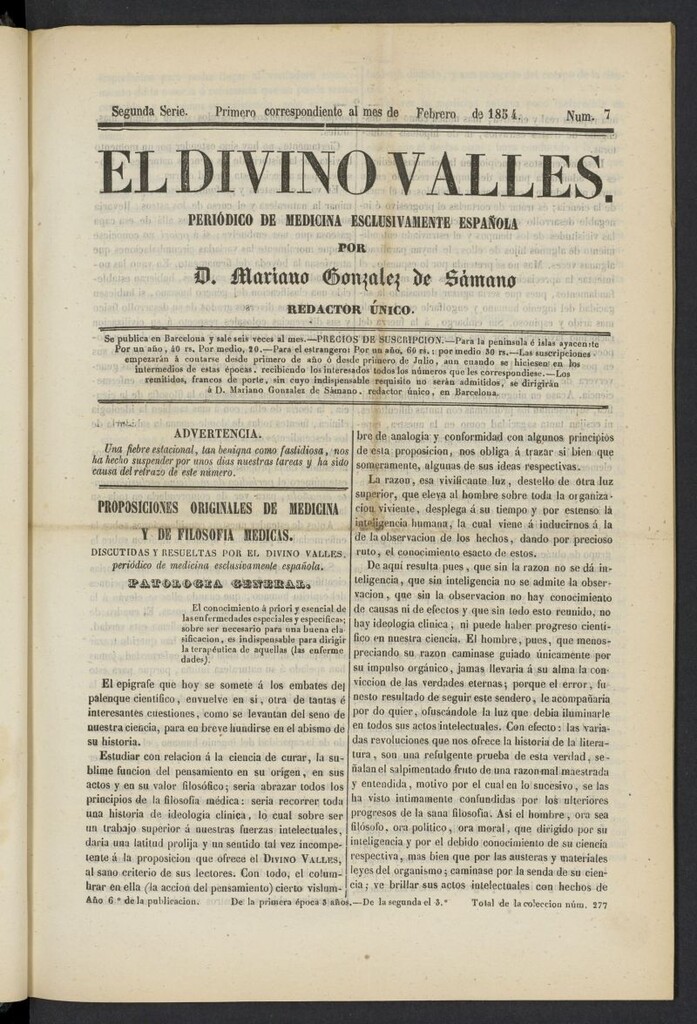 Segunda Serie. Primero correspondiente al mes de Febrero de 1854. Num. 7
EL DIVINO VALLES.
PERIÓDICO DE MEDICINA ESCLUSIVAMENTE ESPAÑOLA
POR
D. Mariano Gonzalez de Sámano
REDACTOR ÚNICO.
Se publica en Barcelona y sale seis veces al mes.—PRECIOS DE SUSCRIPCION.—Para la península é islas ayacente
Por un año, 40 rs. Por medio, 20.—Para el estrangero: Por un año, 60 rs.: por medio 30 rs.—Las suscripciones
empezarán á contarse desde primero de año ó desde primero de Julio, aun cuando se hiciesen en los
intermedios de estas épocas, recibiendo los interesados todos los números que les correspondiese.—Los
remitidos, francos de porte, sin cuyo indispensable requisito no serán admitidos, se dirigirán
á D. Mariano Gonzalez de Sámano, redactor único, en Barcelona.
ADVERTENCIA.
Una fiebre estacional, tan benigna como fastidiosa, nos
ha hecho suspender por unos dias nuestras tareas y ha sido
causa del retrazo de este número.
PROPOSICIONES ORIGINALES DE MEDICINA
Y DE FILOSOFIA MEDICAS.
DISCUTIDAS Y RESUELTAS POR EL DIVINO VALLES,
periódico de medicina esclusivamente española.
PATOLOGIA GENERAL.
El conocimiento á priori y esencial de
las enfermedades especiales y especificas;
sobre ser necesario para una buena cla
sificacion, es indispensable para dirigir
la terapéutica de aquellas (las enferme
dades).
El epígrafe que hoy se somete á los embates del
palenque científico, envuelve en si, otra de tantas é
interesantes cuestiones, como se levantan del seno de
nuestra ciencia, para en breve hundirse en el abismo de
su historia.
Estudiar con relacion á la ciencia de curar, la su-
blime funcion del pensamiento en su orígen, en sus
actos y en su valor filosófico; seria abrazar todos los
principios de la filosofía médica: seria recorrer toda
una historia de ideologia clínica, lo cual sobre ser
un trabajo superior á nuestras fuerzas intelectuales,
daria una latitud prolija y un sentido tal vez incompe-
tente á la proposicion que ofrece el DIVINO VALLES,
al sano criterio de sus lectores. Con todo, el colum-
brar en ella (la accion del pensamiento) cierto vislum-
bre de analogia y conformidad con algunos principios
de esta proposicion, nos obliga á trazar si bien que
someramente, algunas de sus ideas respectivas.
La razon, esa vivificante luz, destello de otra luz
superior, que eleva al hombre sobre toda la organiza-
cion viviente, desplega á su tiempo y por estenso lá
inteligencia humana, la cual viene á inducirnos á la
de la observacion de los hechos, dando por precioso
ruto, el conocimiento esacto de estos.
De aquí resulta pues, que sin la razon no se dá in-
teligencia, que sin inteligencia no se admite la obser-
vacion, que sin la observacion no hay conocimiento
de causas ni de efectos y que sin todo esto reunido, no
hay ideologia clínica, ni puede haber progreso cientí-
fico en nuestra ciencia. El hombre, pues, que menos-
preciando su razon caminase guiado únicamente por
su impulso orgánico, jamas llevaria á su alma la con-
viccion de las verdades eternas; porque el error, fu-
nesto resultado de seguir este sendero, le acompañaria
por do quier, ofuscándole la luz que debia iluminarle
en todos sus actos intelectuales. Con efecto: las varia-
das revoluciones que nos ofrece la historia de la litera-
tura, son una refulgente prueba de esta verdad, se-
ñalan el salpimentado fruto de una razon mal maestrada
y entendida, motivo por el cual en lo sucesivo, se las
ha visto intimamente confundidas por los ulteriores
progresos de la sana filosofia. Asi el hombre, ora sea
filósofo, ora político, ora moral, que dirigido por su
inteligencia y por el debido conocimiento de su ciencia
respectiva, mas bien que por las austeras y materiales
leyes del organismo; caminase por la senda de su cien-
cia; ve brillar sus actos intelectuales con hechos de
Año 6º de la publicacion. De la primera época 3 años.—De la segunda el 3.º Total de la coleccion núm. 277